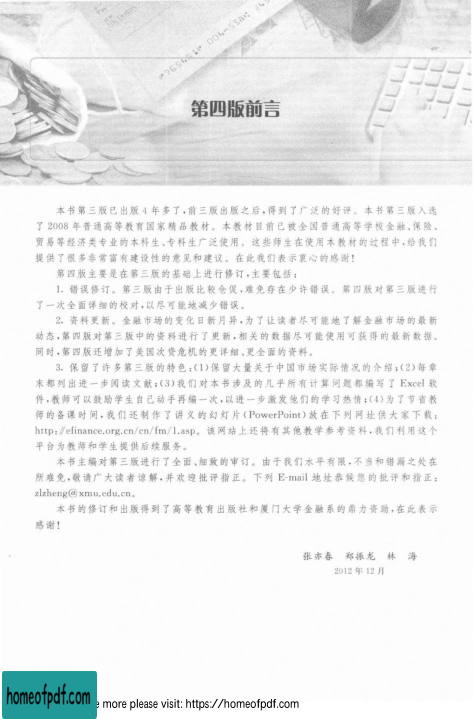 第四版前言
本书第三版已出版 4 年多了,前三版出版之后,得到了广泛的好评。本书第三版入选
了 2008 年普通高等教育国家精品教材。本教材目前已被全国普通高等学校金融、保险、
贸易等经济类专业的本科生、专科生广泛使用。这些师生在使用本教材的过程中,给我们
提供了很多非常富有建设性的意见和建议。在此我们表示衷心的感谢!
第四版主要是在第三版的基础上进行修订,主要包括:
1. 错误修订。第三版由于出版比较仓促,难免存在少许错误。第四版对第三版进行
了一次全面详细的校对,以尽可能地减少错误。
2. 资料更新。金融市场的变化日新月异,为了让读者尽可能地了解金融市场的最新
动态,第四版对第三版中的资料进行了更新,相关的数据尽可能使用可获得的最新数据。
同时,第四版还增加了美国次贷危机的更详细、更全面的资料。
3. 保留了许多第三版的特色:(1)保留大量关于中国市场实际情况的介绍;(2)每章
末都列出进一步阅读文献;(3)我们对本书涉及的几乎所有计算问题都编写了 Excel 软
件,教师可以鼓励学生自己动手再编一次,以进一步激发他们的学习热情;(4)为了节省教
师的备课时间,我们还制作了讲义的幻灯片(PowerPoint)放在下列网址供大家下载:
http://efinance.org.cn/cn/fm/1.asp。该网站上还将有其他教学参考资料,我们利用这个
平台为教师和学生提供后续服务。
本书主编对第三版进行了全面、细致的审订。由于我们水平有限,不当和错漏之处在
所难免,敬请广大读者谅解,并欢迎批评指正。下列 E-mail 地址恭候您的批评和指正:
zlzheng@xmu.edu.cn。
本书的修订和出版得到了高等教育出版社和厦门大学金融系的鼎力资助,在此表示
感谢!
张亦春 郑振龙 林 海
2012 年 12 月
homeofpdf.com
e more please visit: https://homeofpdf.com